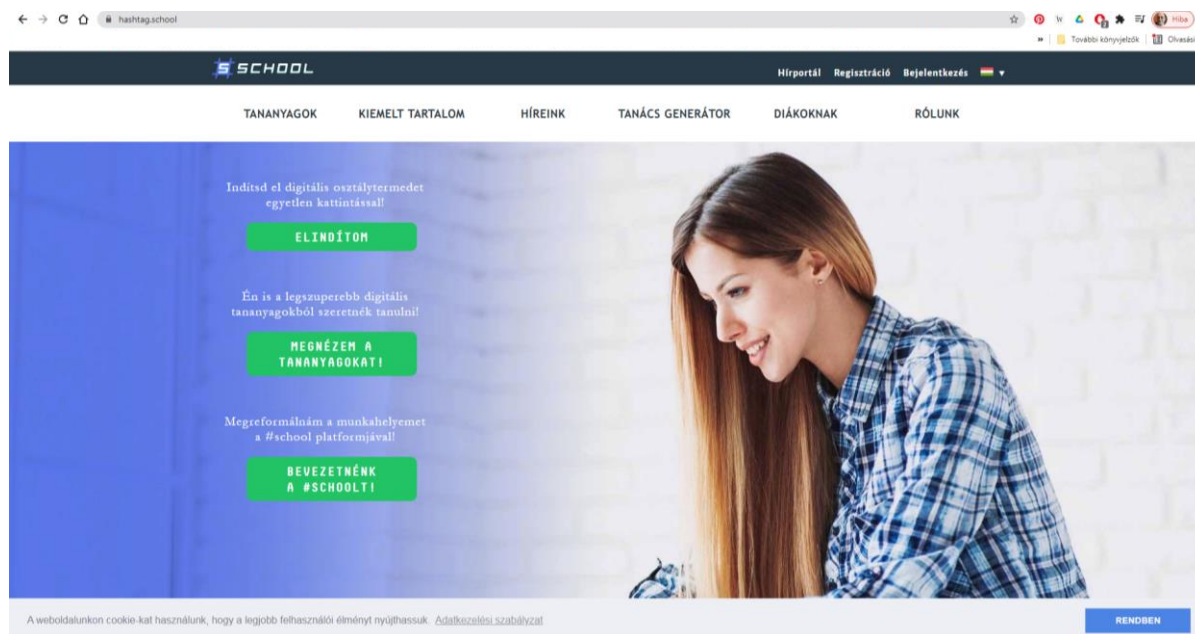 hashtag.school
Hiba
További könyvjelzők
Olvasási
SCHOOL
Hírportál Regisztráció Bejelentkezés
TANANYAGOK KIEMELT TARTALOM HÍREINK TANÁCS GENERÁTOR DIÁKOKNAK RÓLUNK
Indítsd el digitális osztálytermedet
egyetlen kattintással!
ELINDÍTOM
Én is a legszuperebb digitális
tananyagokból szeretnék tanulni!
MEGNÉZEM A
TANANYAGOKAT!
Megreformálnám a munkahelyemet
a #school platformjával!
BEVEZETNÉNK
A #SCHOOLT!
A weboldalunkon cookie-kat használunk, hogy a legjobb felhasználói élményt nyújthassuk. Adatkezelési szabályzat
RENDBEN